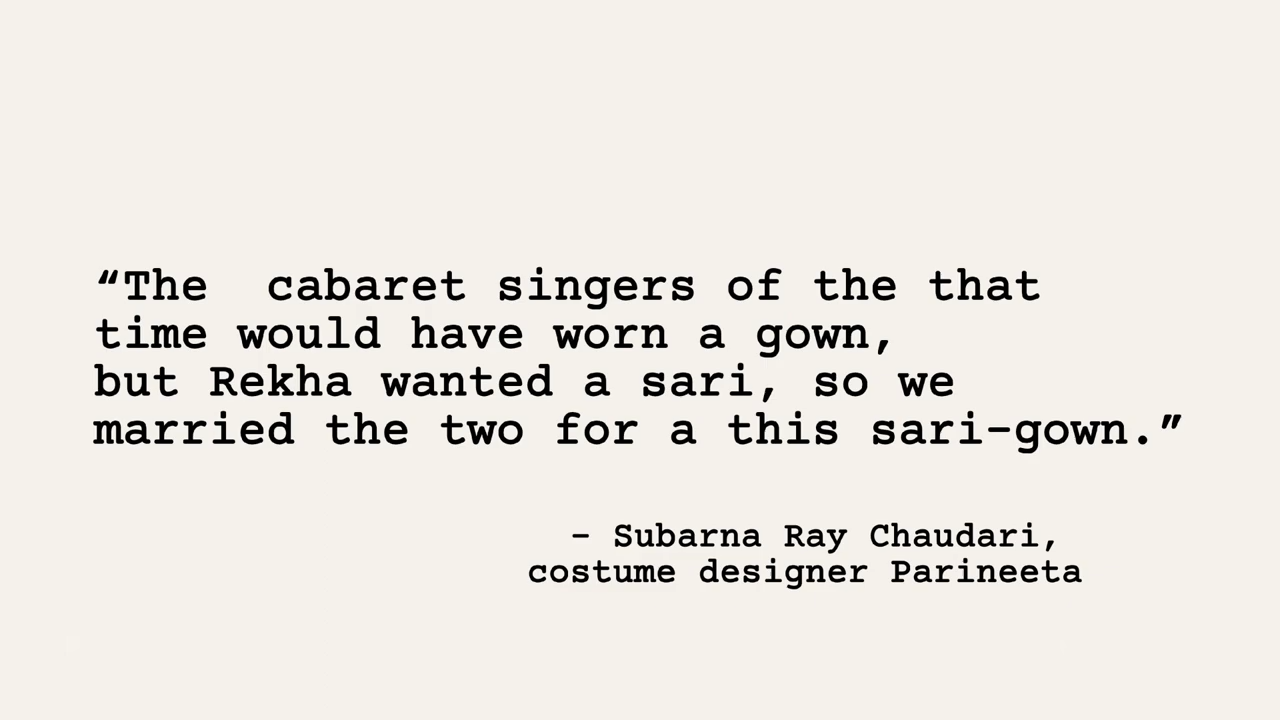 “The  cabaret singers of the that
time would have worn a gown,
but Rekha wanted a sari, so we
married the two for a this sari-gown.”
– Subarna Ray Chaudari,
costume designer Parineeta